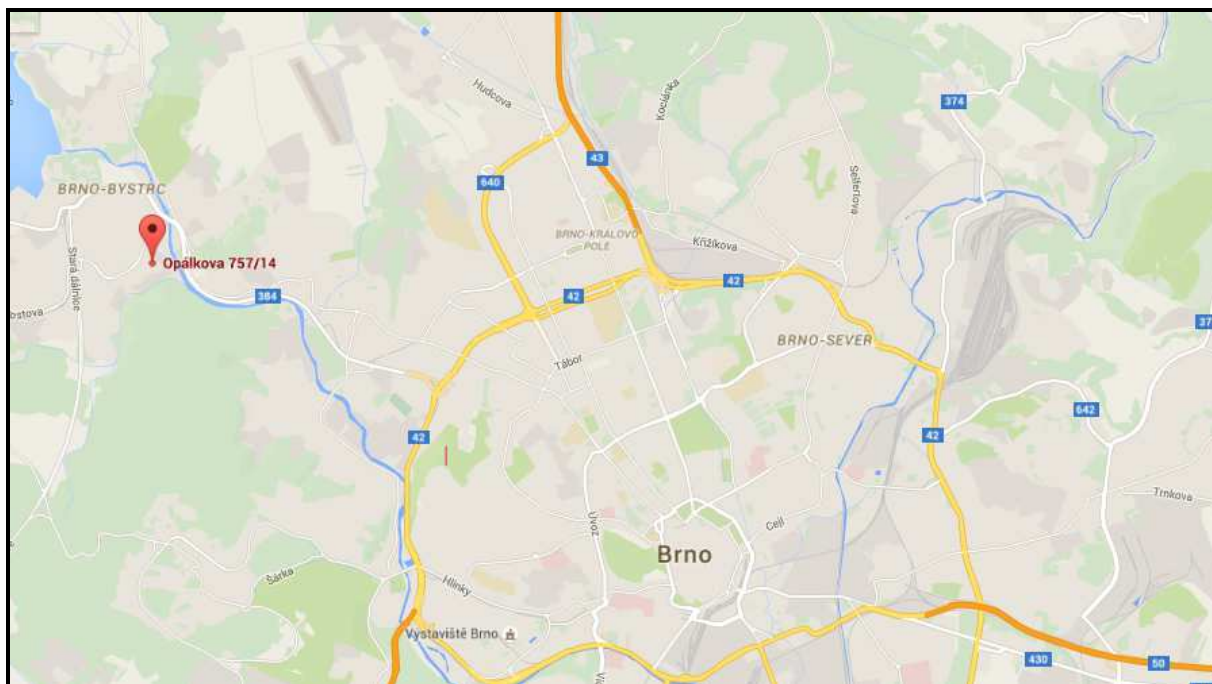 Hudcova
Kociánka
374
43
640
BRNO-BYSTRC
Seifertova
BRNO-KRÁLOVO
POLE
Křižíkova
Stará dálnice
Opálkova 757/14
384
42
42
BRNO-SEVER
Tábor
642
42
42
Úvoz
Trnkova
Cejl
Brno
Šárka
Hlinky
Vystaviště Brno
430
50